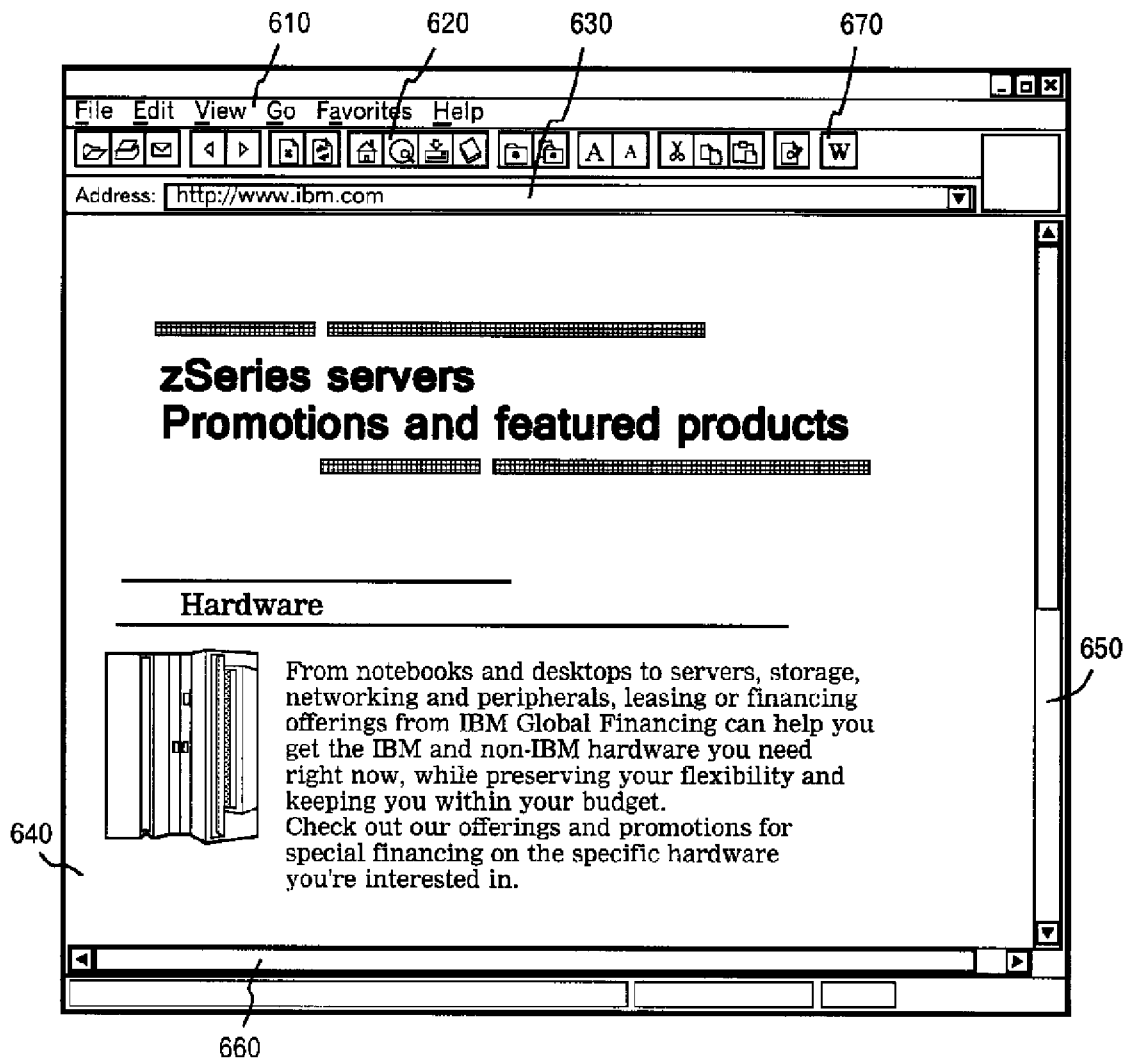 610 620 630 670
File Edit View Go Favorites Help
A A W
Address: http://www.ibm.com
zSeries servers
Promotions and featured products
Hardware
From notebooks and desktops to servers, storage,
networking and peripherals, leasing or financing
offerings from IBM Global Financing can help you
get the IBM and non-IBM hardware you need
right now, while preserving your flexibility and
keeping you within your budget.
Check out our offerings and promotions for
special financing on the specific hardware
you're interested in.
650
640
660